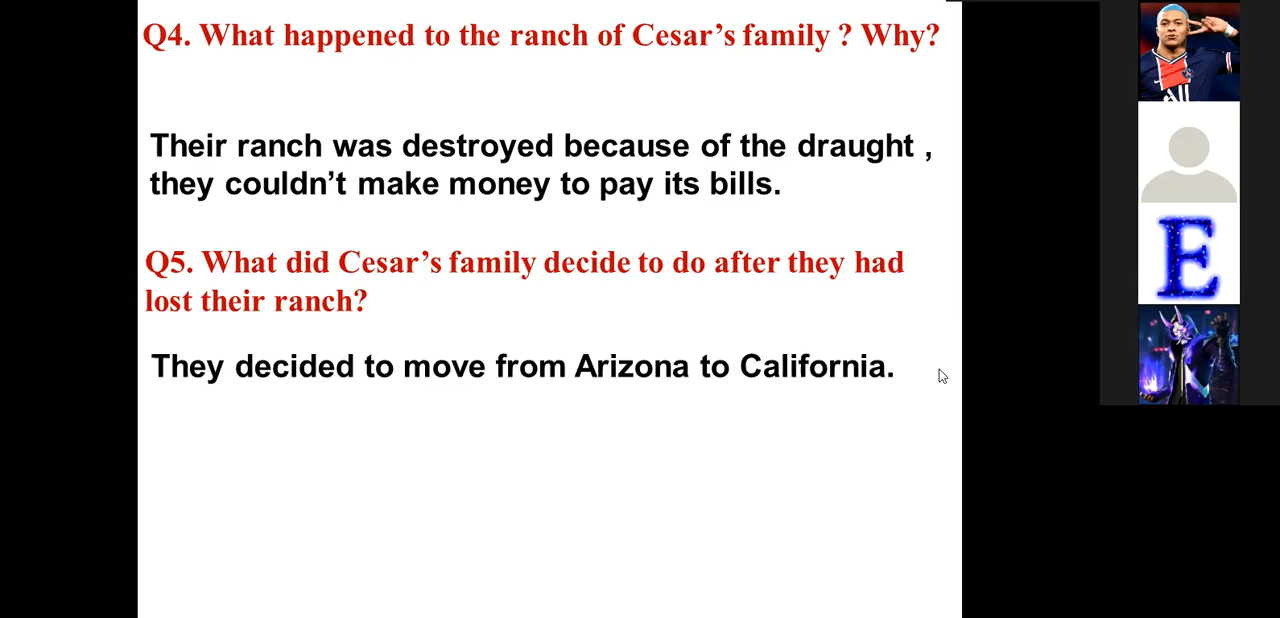 Q4. What happened to the ranch of Cesar’s family ? Why?
Their ranch was destroyed because of the draught ,
they couldn’t make money to pay its bills.
Q5. What did Cesar’s family decide to do after they had
lost their ranch?
They decided to move from Arizona to California.
E